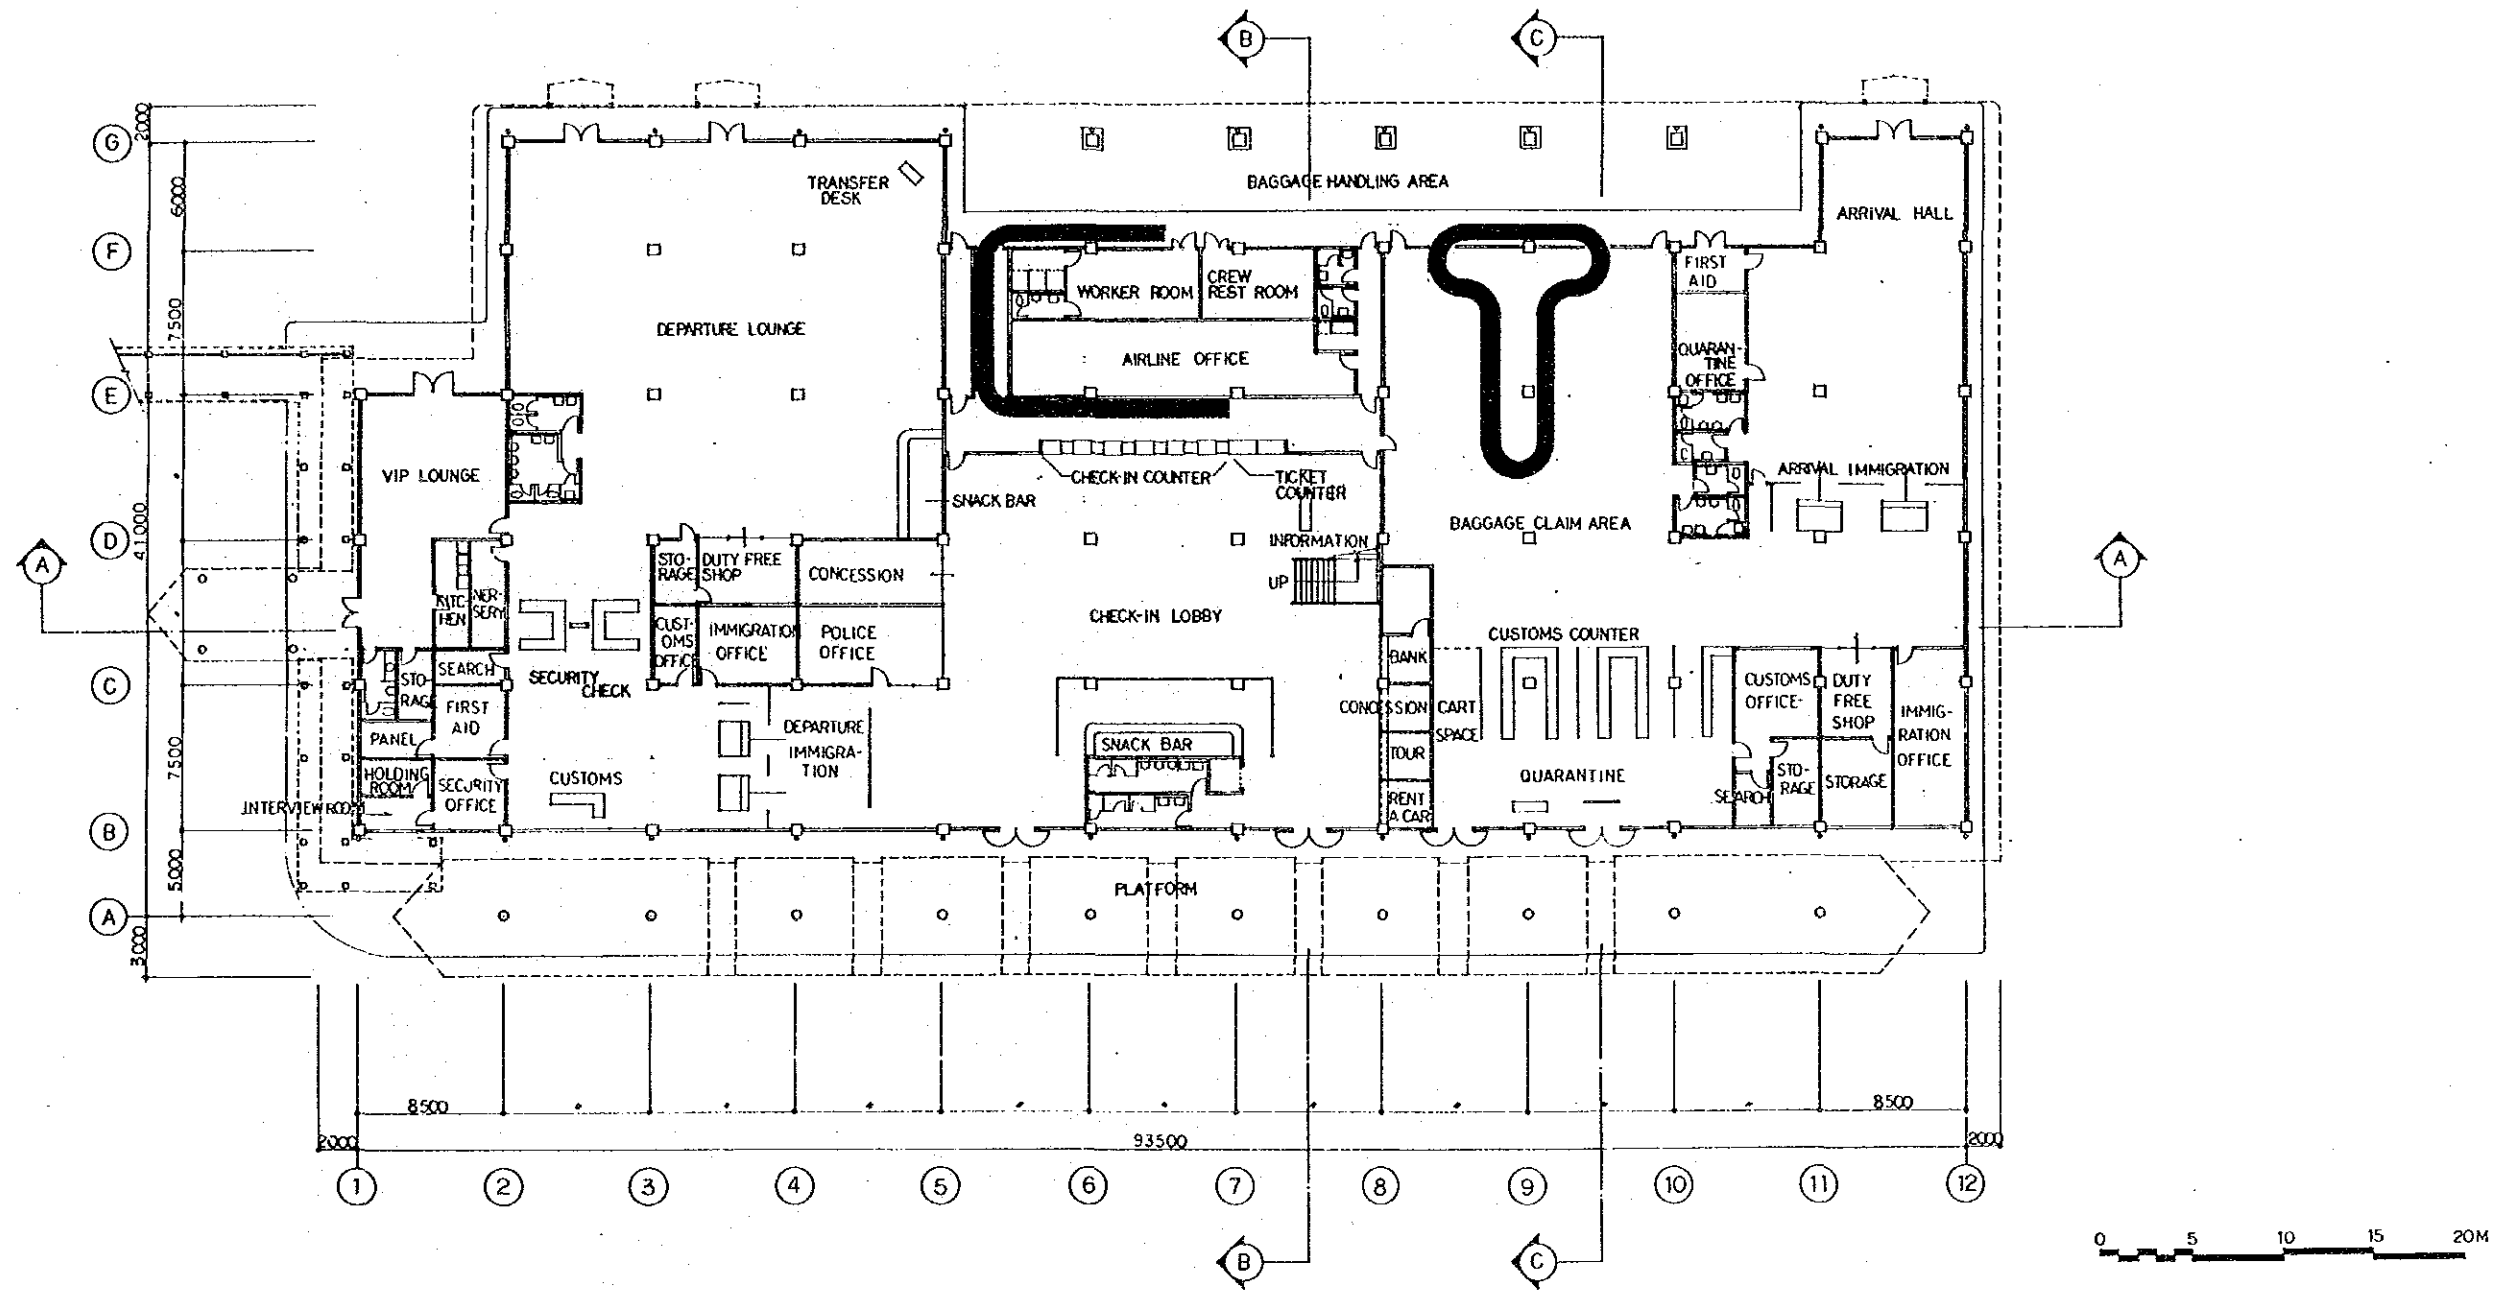 B
C
2000
G
6000
TRANSFER
DESK
BAGGAGE HANDLING AREA
ARRIVAL HALL
F
FIRST
AID
CREW
REST ROOM
WORKER ROOM
7500
DEPARTURE LOUNGE
AIRLINE OFFICE
QUARAN-
TINE
OFFICE
E
VIP LOUNGE
CHECK-IN COUNTER
TICKET
COUNTER
ARRIVAL IMMIGRATION
SNACK BAR
41000
BAGGAGE CLAIM AREA
D
INFORMATION
A
STO-
RAGE
DUTY FREE
SHOP
CONCESSION
A
UP
KITC-
HEN
NER-
SERY
CHECK-IN LOBBY
CUST-
OMS
OFFICE
IMMIGRATION
OFFICE
POLICE
OFFICE
CUSTOMS COUNTER
BANK
SEARCH
SECURITY
CHECK
C
STO-
RAG
CUSTOMS
OFFICE
DUTY
FREE
SHOP
FIRST
AID
CONCESSION
CART
SPACE
IMMIG-
RATION
OFFICE
PANEL
DEPARTURE
IMMIGRA-
TION
SNACK BAR
TOUR
7500
HOLDING
ROOM
SECURITY
OFFICE
CUSTOMS
QUARANTINE
STO-
RAGE
STORAGE
INTERVIEW ROOM
RENT
A CAR
SEARCH
B
5000
PLATFORM
A
3000
8500
8500
2000
93500
2000
1
2
3
4
5
6
7
8
9
10
11
12
0
5
10
15
20M
B
C